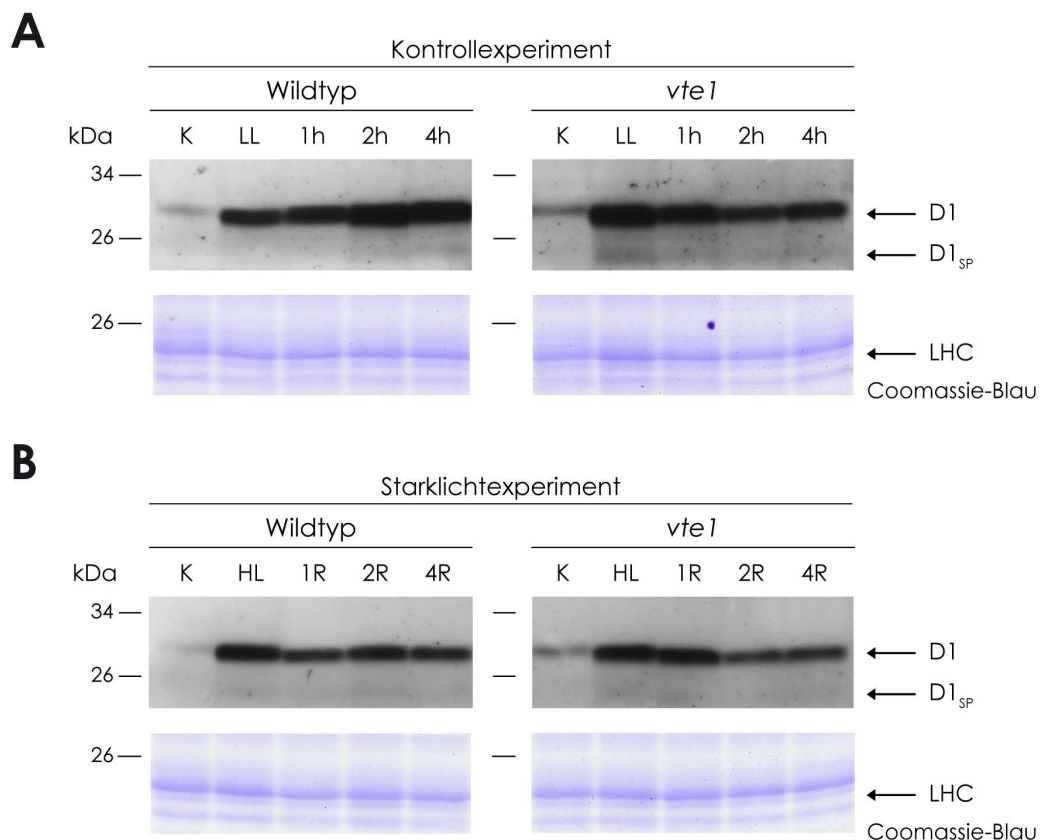 A
Kontrollexperiment
Wildtyp vte1
kDa K LL 1h 2h 4h K LL 1h 2h 4h
34
D1
26
D1SP
26
LHC
Coomassie-Blau
B
Starklichtexperiment
Wildtyp vte1
kDa K HL 1R 2R 4R K HL 1R 2R 4R
34
D1
26
D1SP
26
LHC
Coomassie-Blau